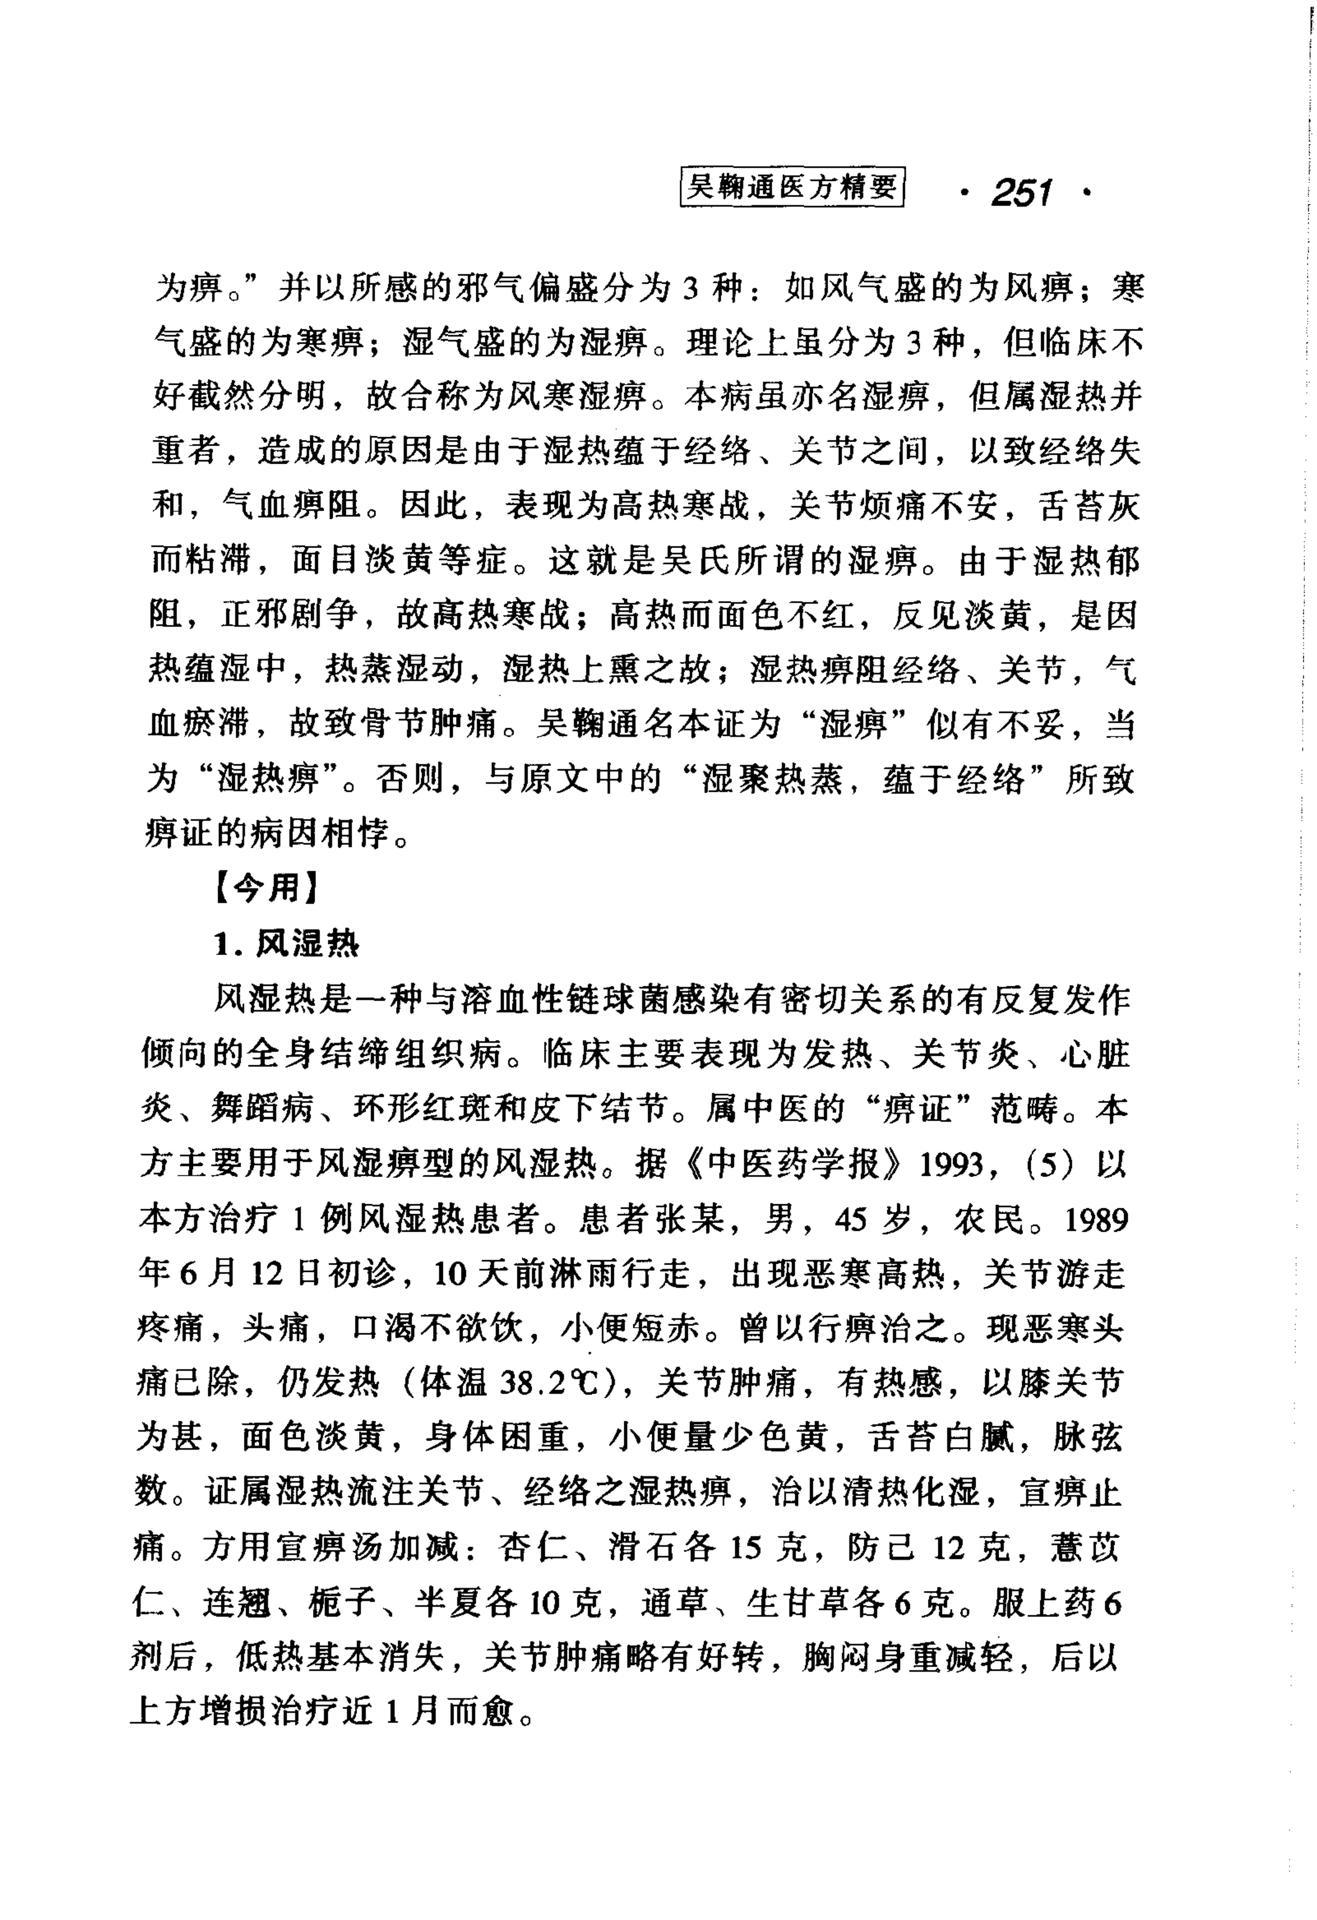 吴鞠通医方精要 · 251 ·
为痹。”并以所感的邪气偏盛分为 3 种：如风气盛的为风痹；寒
气盛的为寒痹；湿气盛的为湿痹。理论上虽分为 3 种，但临床不
好截然分明，故合称为风寒湿痹。本病虽亦名湿痹，但属湿热并
重者，造成的原因是由于湿热蕴于经络、关节之间，以致经络失
和，气血痹阻。因此，表现为高热寒战，关节烦痛不安，舌苔灰
而粘滞，面目淡黄等症。这就是吴氏所谓的湿痹。由于湿热郁
阻，正邪剧争，故高热寒战；高热而面色不红，反见淡黄，是因
热蕴湿中，热蒸湿动，湿热上熏之故；湿热痹阻经络、关节，气
血瘀滞，故致骨节肿痛。吴鞠通名本证为“湿痹”似有不妥，当
为“湿热痹”。否则，与原文中的“湿聚热蒸，蕴于经络”所致
痹证的病因相悖。
【今用】
1. 风湿热
风湿热是一种与溶血性链球菌感染有密切关系的有反复发作
倾向的全身结缔组织病。临床主要表现为发热、关节炎、心脏
炎、舞蹈病、环形红斑和皮下结节。属中医的“痹证”范畴。本
方主要用于风湿痹型的风湿热。据《中医药学报》1993，（5）以
本方治疗 1 例风湿热患者。患者张某，男，45 岁，农民。1989
年 6 月 12 日初诊，10 天前淋雨行走，出现恶寒高热，关节游走
疼痛，头痛，口渴不欲饮，小便短赤。曾以行痹治之。现恶寒头
痛已除，仍发热（体温 38.2℃），关节肿痛，有热感，以膝关节
为甚，面色淡黄，身体困重，小便量少色黄，舌苔白腻，脉弦
数。证属湿热流注关节、经络之湿热痹，治以清热化湿，宣痹止
痛。方用宣痹汤加减：杏仁、滑石各 15 克，防己 12 克，薏苡
仁、连翘、栀子、半夏各 10 克，通草、生甘草各 6 克。服上药 6
剂后，低热基本消失，关节肿痛略有好转，胸闷身重减轻，后以
上方增损治疗近 1 月而愈。